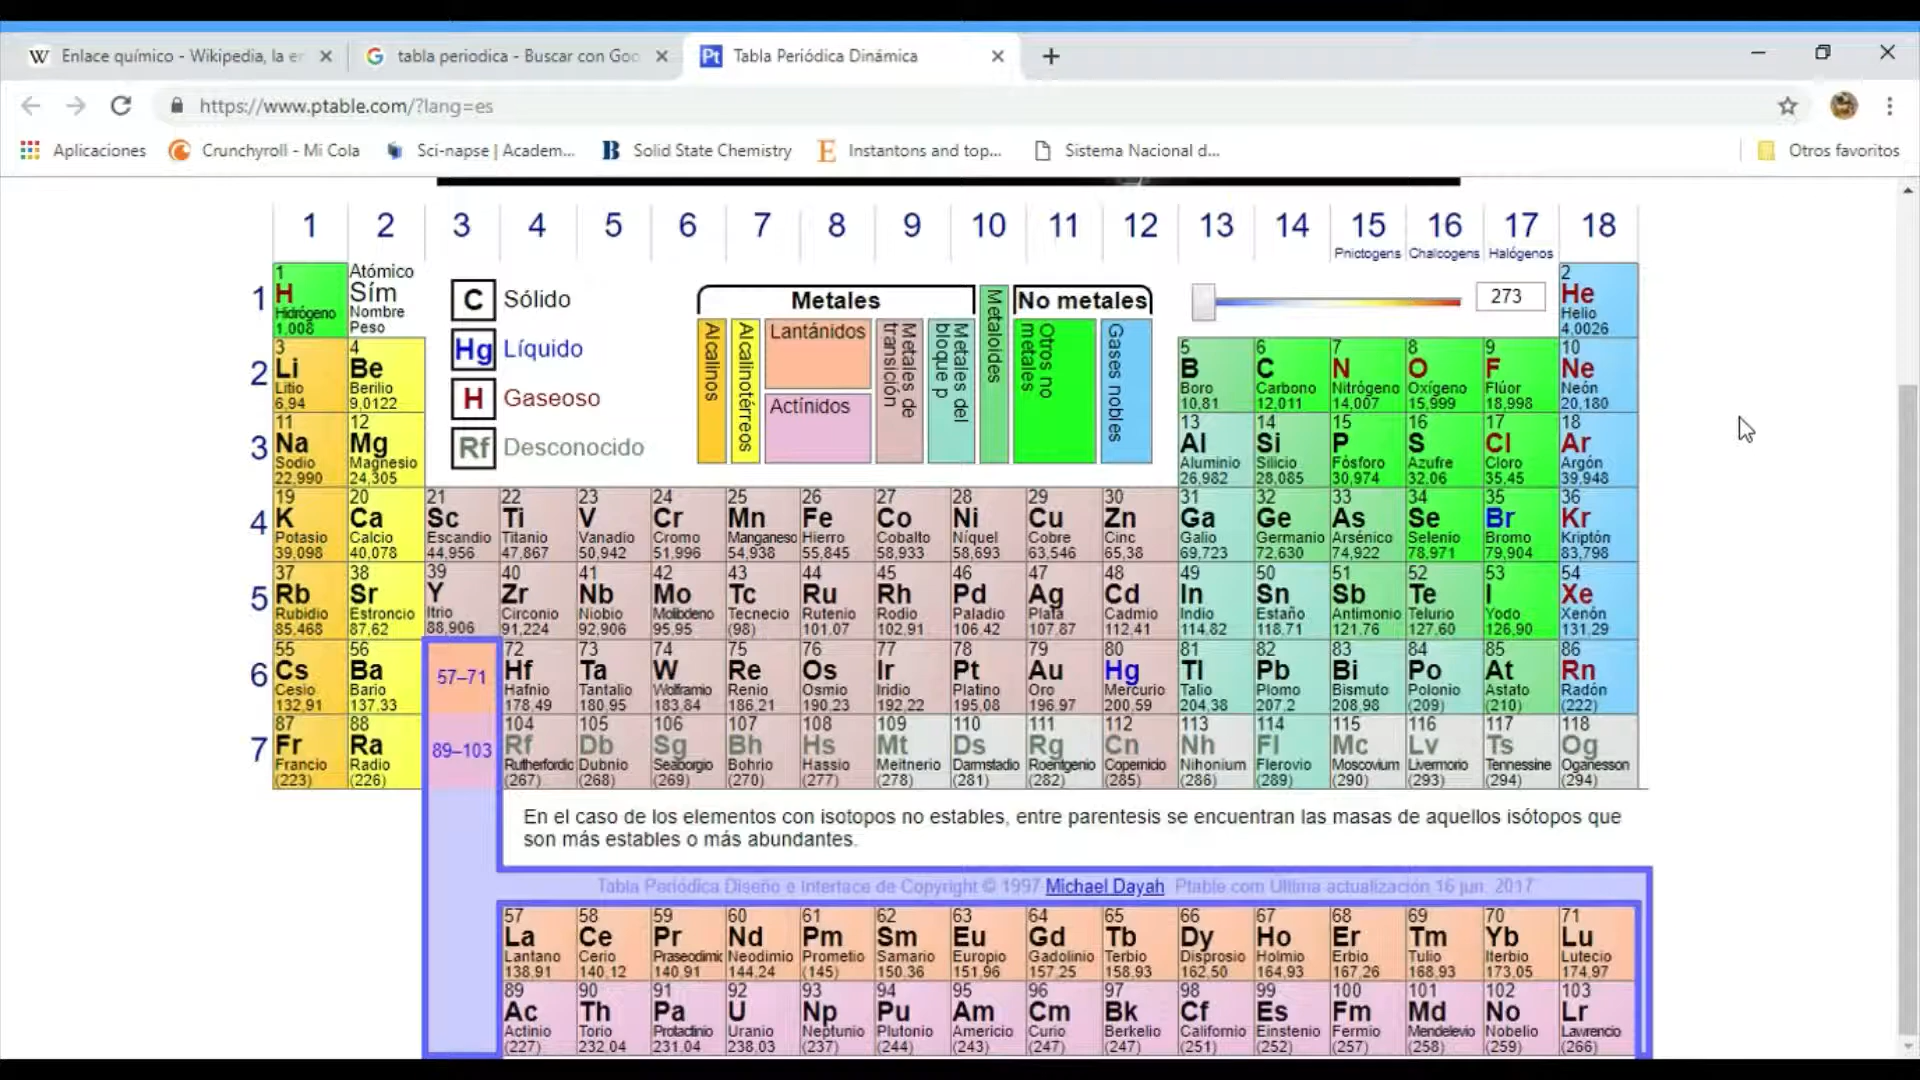 Enlace químico - Wikipedia, la en
tabla periodica - Buscar con Goo
Pt Tabla Periódica Dinámica
https://www.ptable.com/?lang=es
Aplicaciones Crunchyroll - Mi Cola Sci-napse | Academ... Solid State Chemistry Instantons and top... Sistema Nacional d... Otros favoritos
1 2 3 4 5 6 7 8 9 10 11 12 13 14 15 16 17 18
Pnictogens Chalcogens Halógenos
1
1 H Hidrógeno 1,008
Atómico
Sím
Nombre
Peso
C Sólido
Hg Líquido
H Gaseoso
Rf Desconocido
Metales
Alcalinos
Alcalinotérreos
Lantánidos
Actínidos
Metales de transición
Metales del bloque p
Metaloides
No metales
Otros no metales
Gases nobles
273
2 He Helio 4,0026
2
3 Li Litio 6,94
4 Be Berilio 9,0122
5 B Boro 10,81
6 C Carbono 12,011
7 N Nitrógeno 14,007
8 O Oxígeno 15,999
9 F Flúor 18,998
10 Ne Neón 20,180
3
11 Na Sodio 22,990
12 Mg Magnesio 24,305
13 Al Aluminio 26,982
14 Si Silicio 28,085
15 P Fósforo 30,974
16 S Azufre 32,06
17 Cl Cloro 35,45
18 Ar Argón 39,948
4
19 K Potasio 39,098
20 Ca Calcio 40,078
21 Sc Escandio 44,956
22 Ti Titanio 47,867
23 V Vanadio 50,942
24 Cr Cromo 51,996
25 Mn Manganeso 54,938
26 Fe Hierro 55,845
27 Co Cobalto 58,933
28 Ni Níquel 58,693
29 Cu Cobre 63,546
30 Zn Cinc 65,38
31 Ga Galio 69,723
32 Ge Germanio 72,630
33 As Arsénico 74,922
34 Se Selenio 78,971
35 Br Bromo 79,904
36 Kr Kriptón 83,798
5
37 Rb Rubidio 85,468
38 Sr Estroncio 87,62
39 Y Itrio 88,906
40 Zr Circonio 91,224
41 Nb Niobio 92,906
42 Mo Molibdeno 95,95
43 Tc Tecnecio (98)
44 Ru Rutenio 101,07
45 Rh Rodio 102,91
46 Pd Paladio 106,42
47 Ag Plata 107,87
48 Cd Cadmio 112,41
49 In Indio 114,82
50 Sn Estaño 118,71
51 Sb Antimonio 121,76
52 Te Telurio 127,60
53 I Yodo 126,90
54 Xe Xenón 131,29
6
55 Cs Cesio 132,91
56 Ba Bario 137,33
57–71
72 Hf Hafnio 178,49
73 Ta Tantalio 180,95
74 W Wolframio 183,84
75 Re Renio 186,21
76 Os Osmio 190,23
77 Ir Iridio 192,22
78 Pt Platino 195,08
79 Au Oro 196,97
80 Hg Mercurio 200,59
81 Tl Talio 204,38
82 Pb Plomo 207,2
83 Bi Bismuto 208,98
84 Po Polonio (209)
85 At Astato (210)
86 Rn Radón (222)
7
87 Fr Francio (223)
88 Ra Radio (226)
89–103
104 Rf Rutherfordic (267)
105 Db Dubnio (268)
106 Sg Seaborgio (269)
107 Bh Bohrio (270)
108 Hs Hassio (277)
109 Mt Meitnerio (278)
110 Ds Darmstadio (281)
111 Rg Roentgenio (282)
112 Cn Copernicio (285)
113 Nh Nihonium (286)
114 Fl Flerovio (289)
115 Mc Moscovium (290)
116 Lv Livermorio (293)
117 Ts Tennessine (294)
118 Og Oganesson (294)
En el caso de los elementos con isotopos no estables, entre parentesis se encuentran las masas de aquellos isótopos que
son más estables o más abundantes.
Tabla Periódica Diseño e Interface de Copyright © 1997 Michael Dayah Ptable.com Última actualización 16 jun. 2017
57 La Lantano 138,91
58 Ce Cerio 140,12
59 Pr Praseodimic 140,91
60 Nd Neodimio 144,24
61 Pm Prometio (145)
62 Sm Samario 150,36
63 Eu Europio 151,96
64 Gd Gadolinio 157,25
65 Tb Terbio 158,93
66 Dy Disprosio 162,50
67 Ho Holmio 164,93
68 Er Erbio 167,26
69 Tm Tulio 168,93
70 Yb Iterbio 173,05
71 Lu Lutecio 174,97
89 Ac Actinio (227)
90 Th Torio 232,04
91 Pa Protactinio 231,04
92 U Uranio 238,03
93 Np Neptunio (237)
94 Pu Plutonio (244)
95 Am Americio (243)
96 Cm Curio (247)
97 Bk Berkelio (247)
98 Cf Californio (251)
99 Es Einstenio (252)
100 Fm Fermio (257)
101 Md Mendelevio (258)
102 No Nobelio (259)
103 Lr Lawrencio (266)